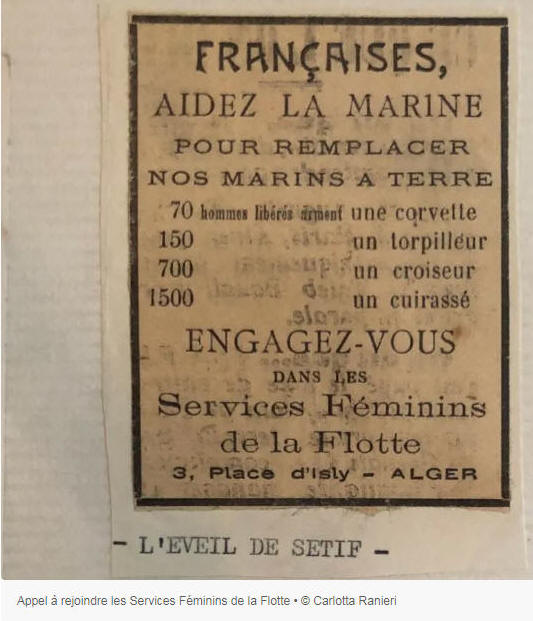 FRANÇAISES,
AIDEZ LA MARINE
POUR REMPLACER
NOS MARINS A TERRE
70 hommes libérés arment une corvette
150 un torpilleur
700 un croiseur
1500 un cuirassé
ENGAGEZ-VOUS
DANS LES
Services Féminins
de la Flotte
3, Place d'Isly - ALGER
- L'EVEIL DE SETIF -
Appel à rejoindre les Services Féminins de la Flotte • © Carlotta Ranieri